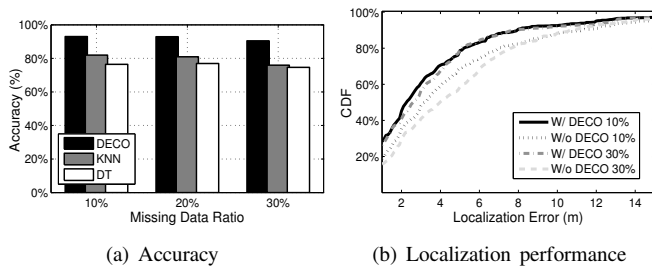 100%
80%
60%
40%
20%
0%
Accuracy (%)
DECO
KNN
DT
10%
20%
30%
Missing Data Ratio
(a) Accuracy
100%
80%
60%
40%
20%
CDF
W/ DECO 10%
W/o DECO 10%
W/ DECO 30%
W/o DECO 30%
2 4 6 8 10 12 14
Localization Error (m)
(b) Localization performance